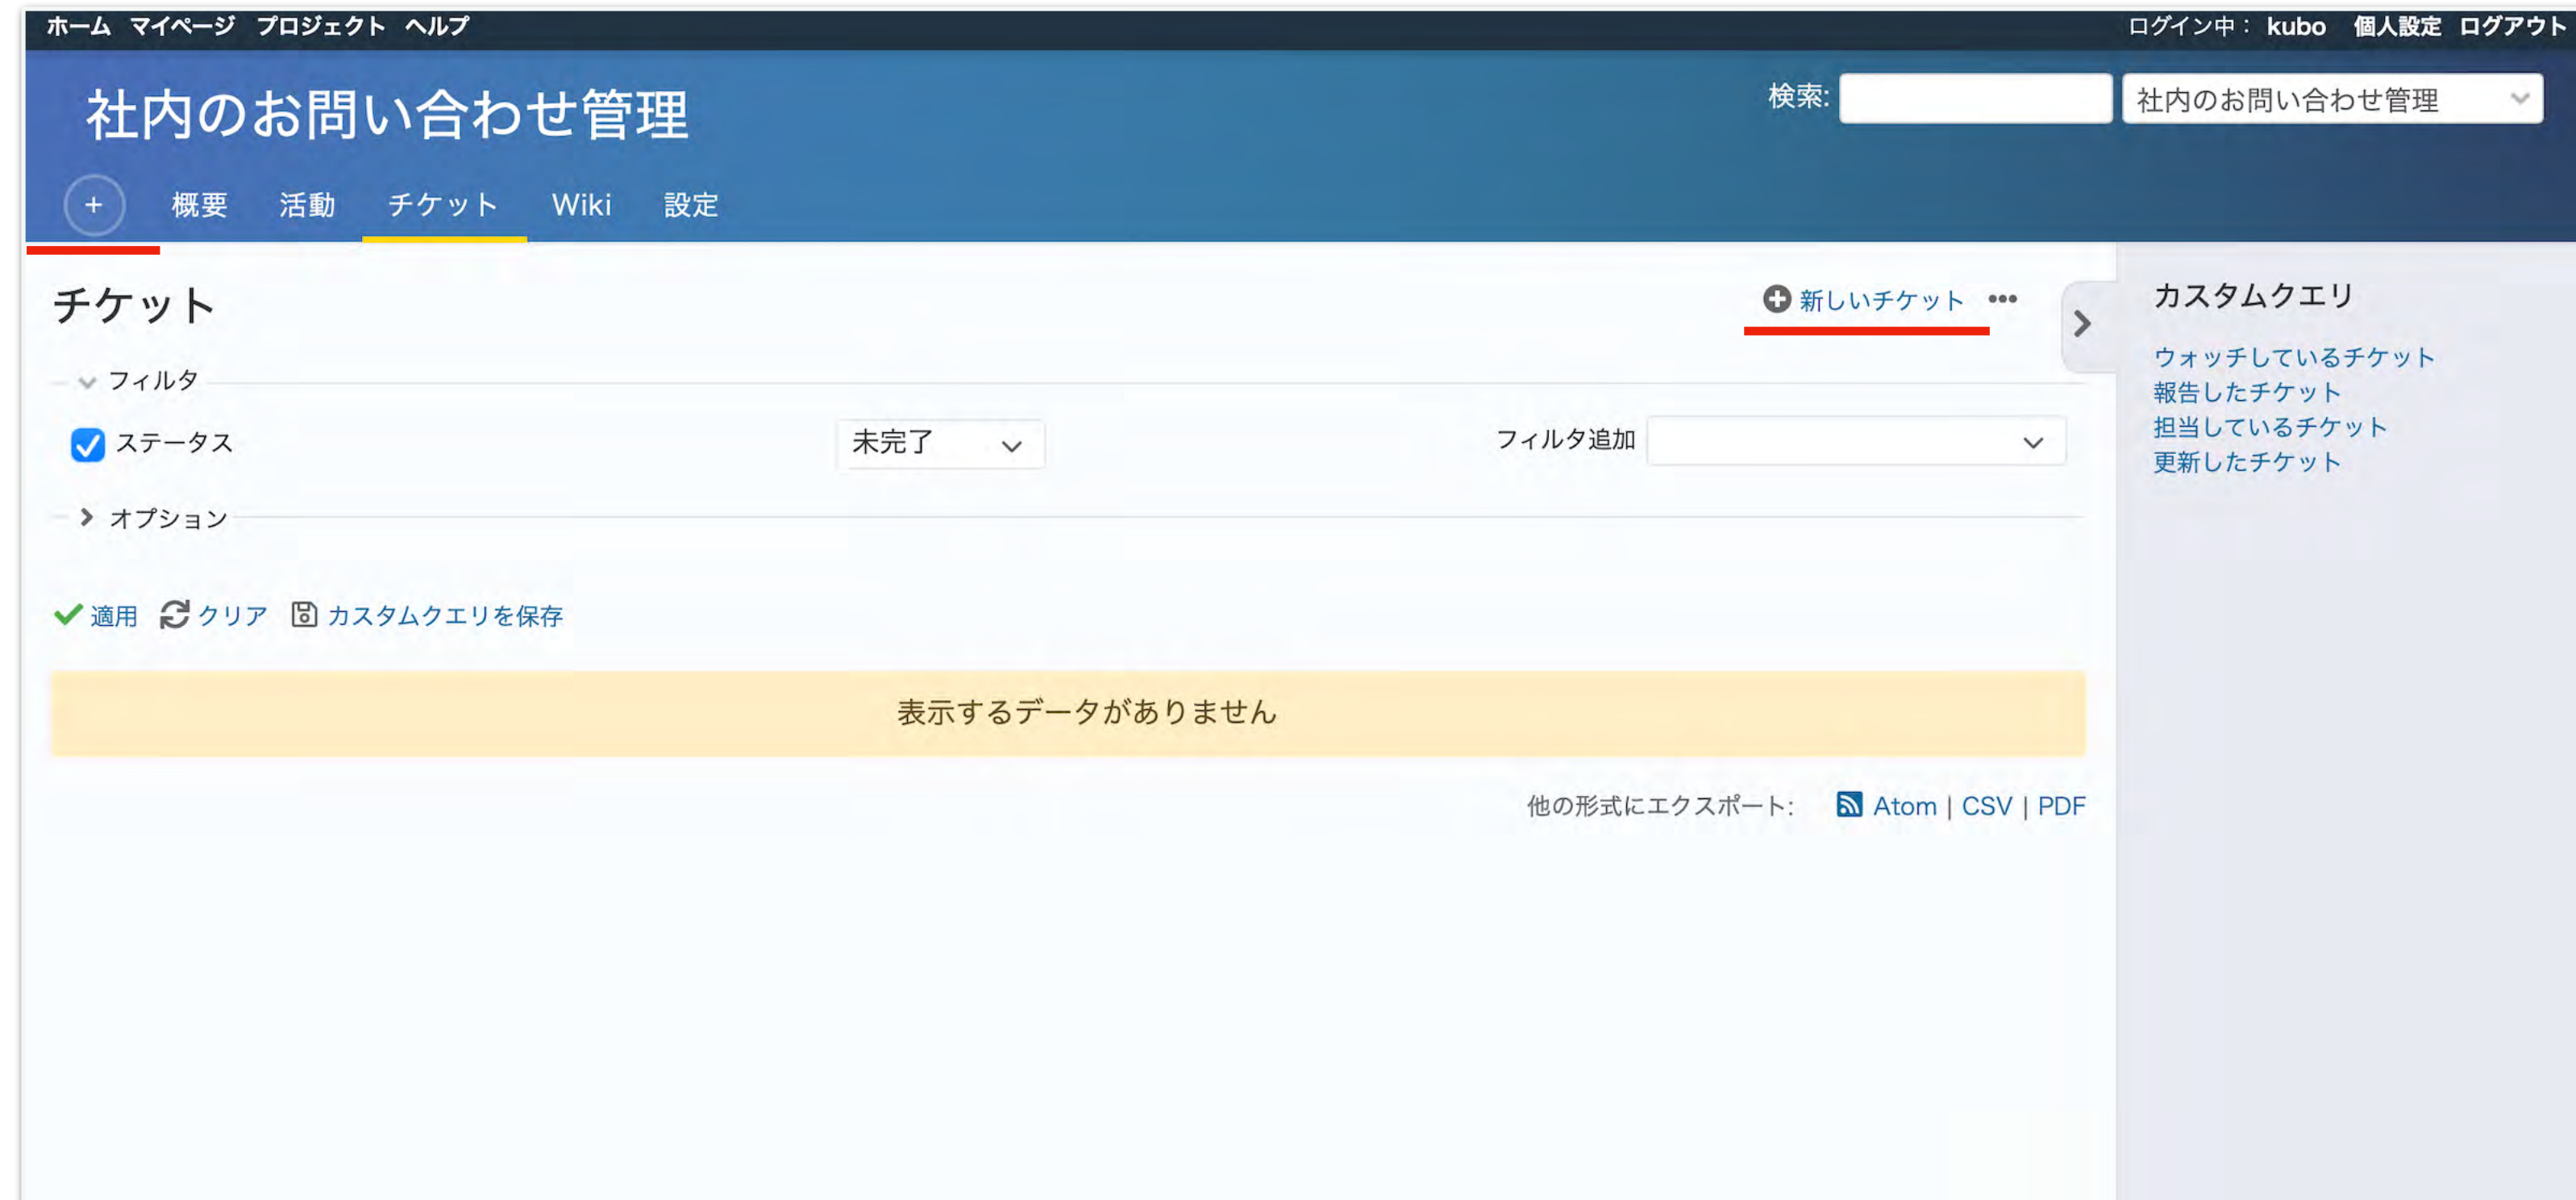 ホーム マイページ プロジェクト ヘルプ
ログイン中： kubo 個人設定 ログアウト
社内のお問い合わせ管理
検索:
社内のお問い合わせ管理
+ 概要 活動 チケット Wiki 設定
チケット
新しいチケット •••
フィルタ
ステータス
未完了
フィルタ追加
オプション
適用 クリア カスタムクエリを保存
表示するデータがありません
他の形式にエクスポート: Atom | CSV | PDF
カスタムクエリ
ウォッチしているチケット
報告したチケット
担当しているチケット
更新したチケット